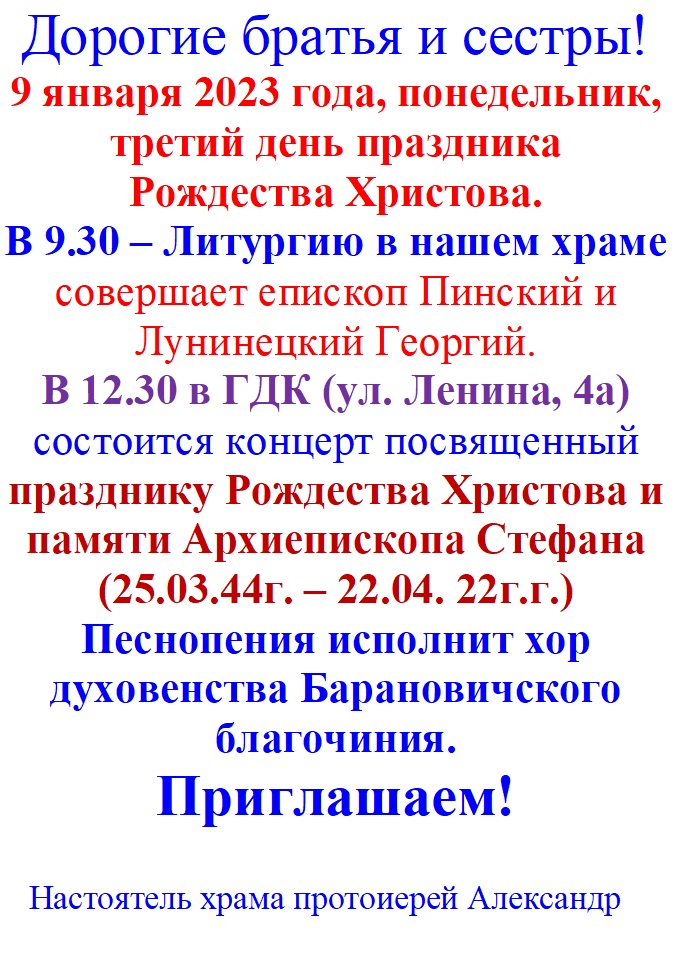 Дорогие братья и сестры!
9 января 2023 года, понедельник,
третий день праздника
Рождества Христова.
В 9.30 – Литургию в нашем храме
совершает епископ Пинский и
Лунинецкий Георгий.
В 12.30 в ГДК (ул. Ленина, 4а)
состоится концерт посвященный
празднику Рождества Христова и
памяти Архиепископа Стефана
(25.03.44г. – 22.04. 22г.г.)
Песнопения исполнит хор
духовенства Барановичского
благочиния.
Приглашаем!
Настоятель храма протоиерей Александр